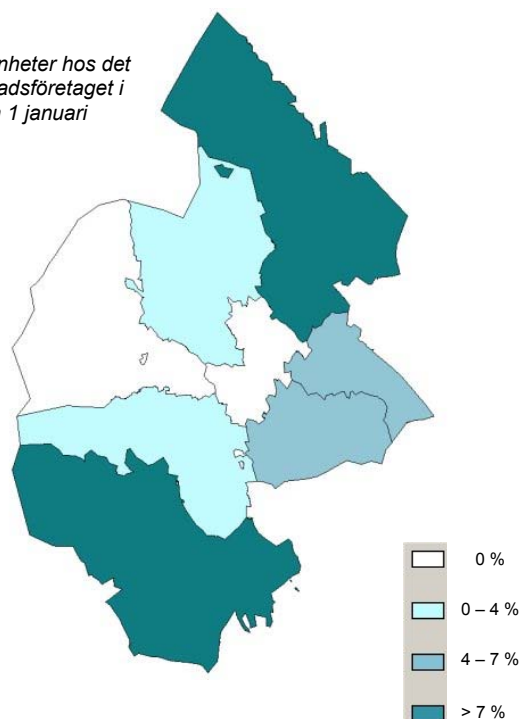 nheter hos det
adsföretaget i
1 januari
0 %
0 – 4 %
4 – 7 %
> 7 %